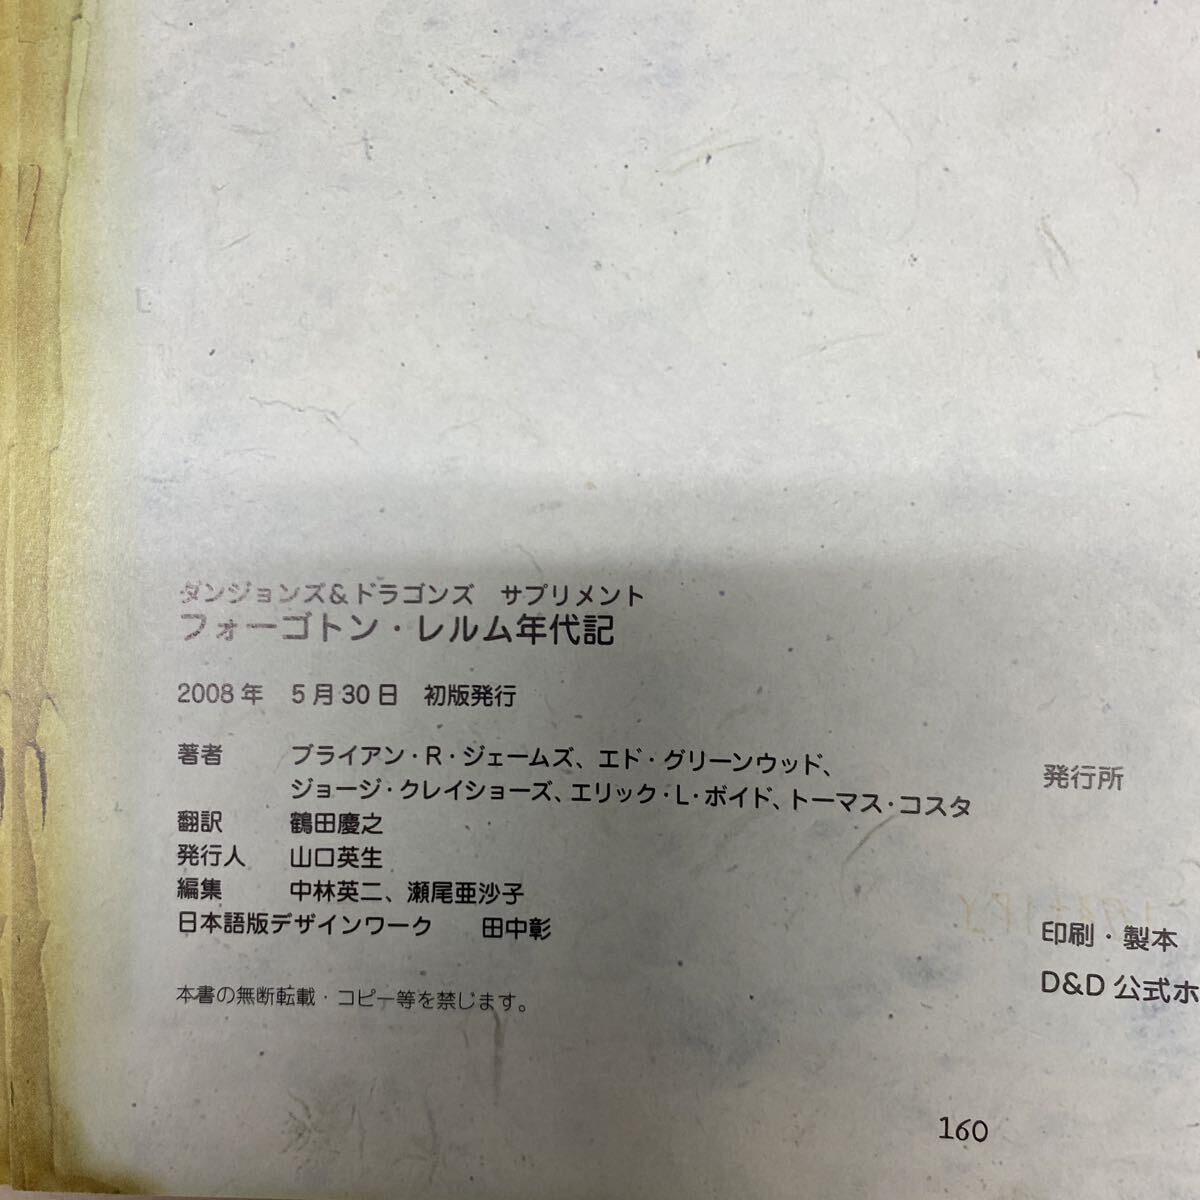 ダンジョンズ&ドラゴンズ サプリメント
フォーゴトン・レルム年代記
2008年 5月30日 初版発行
著者 ブライアン・R・ジェームズ、エド・グリーンウッド、
ジョージ・クレイショーズ、エリック・L・ボイド、トーマス・コスタ
翻訳 鶴田慶之
発行人 山口英生
編集 中林英二、瀬尾亜沙子
日本語版デザインワーク 田中彰
本書の無断転載・コピー等を禁じます。
発行所
印刷・製本
D&D公式ホ
160